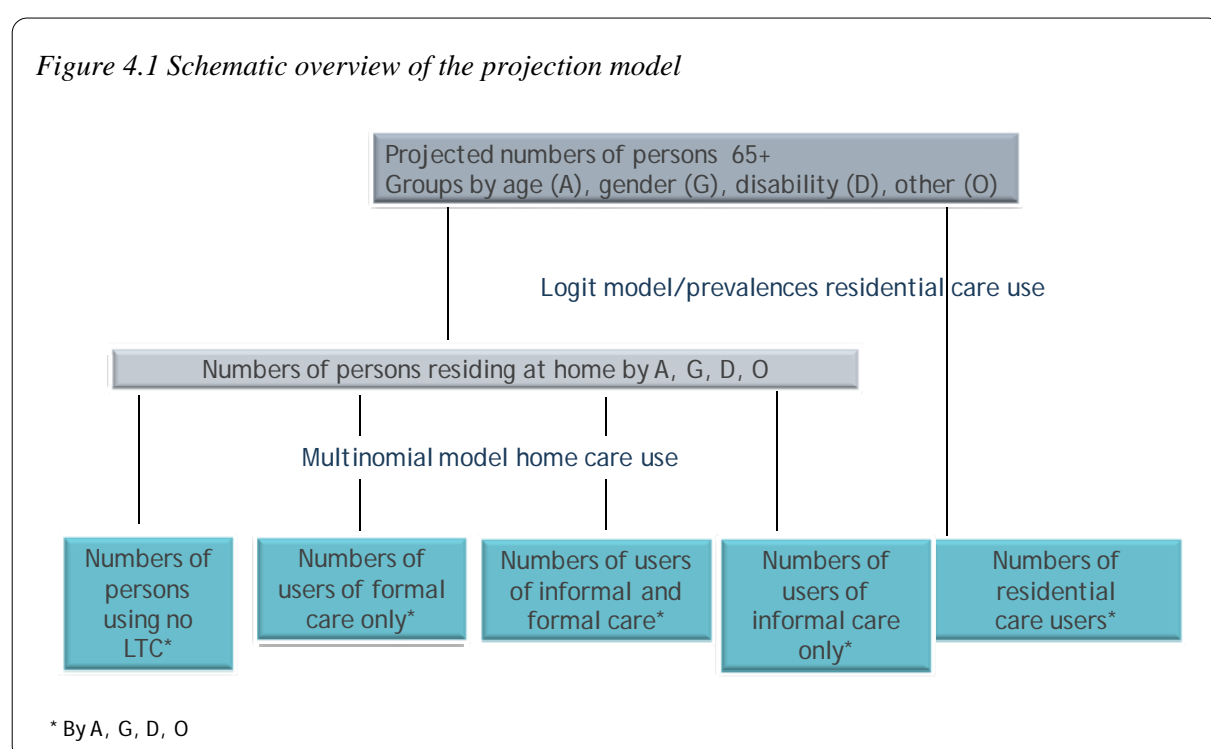 Figure 4.1 Schematic overview of the projection model
Projected numbers of persons 65+
Groups by age (A), gender (G), disability (D), other (O)
Logit model/prevalences residential care use
Numbers of persons residing at home by A, G, D, O
Multinomial model home care use
Numbers of
persons
using no
LTC*
Numbers of
users of formal
care only*
Numbers of users
of informal and
formal care*
Numbers of
users of
informal care
only*
Numbers of
residential
care users*
* By A, G, D, O